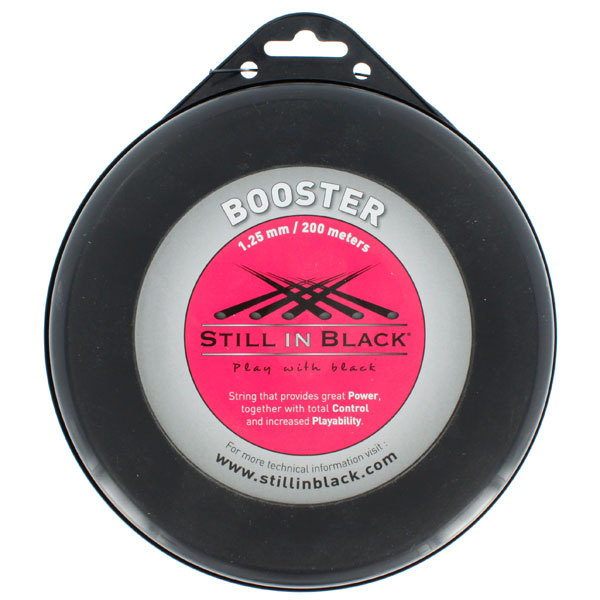 BOOSTER
1.25 mm / 200 meters
STILL IN BLACK®
Play with black
String that provides great Power,
together with total Control
and increased Playability.
For more technical information visit :
www.stillinblack.com